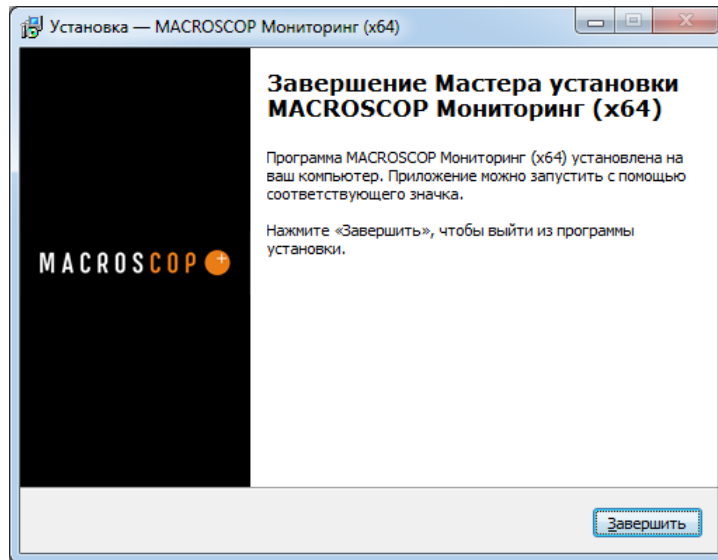 Установка — MACROSCOP Мониторинг (x64)
Завершение Мастера установки
MACROSCOP Мониторинг (x64)
Программа MACROSCOP Мониторинг (x64) установлена на
ваш компьютер. Приложение можно запустить с помощью
соответствующего значка.
Нажмите «Завершить», чтобы выйти из программы
установки.
MACROSCOP
Завершить